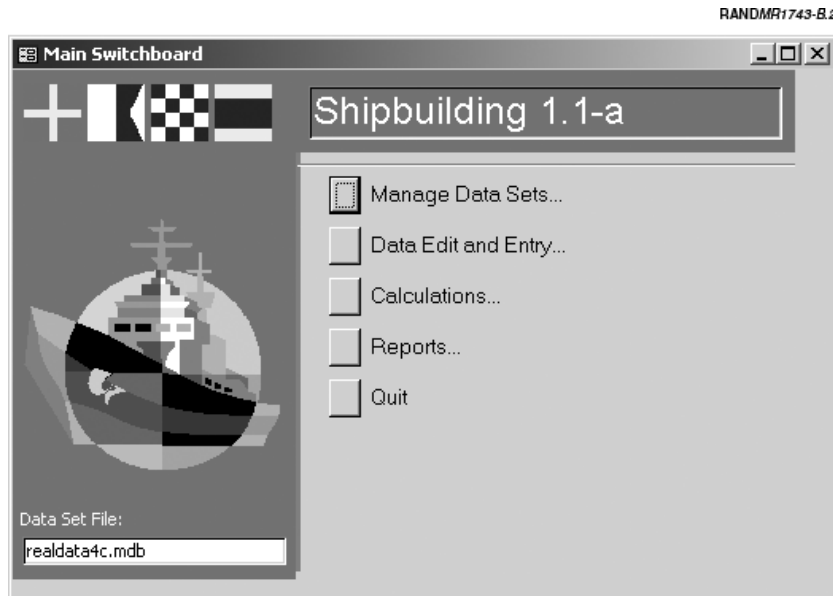 RANDMR1743-B.2
Main Switchboard
Shipbuilding 1.1-a
Manage Data Sets...
Data Edit and Entry...
Calculations...
Reports...
Quit
Data Set File:
realdata4c.mdb